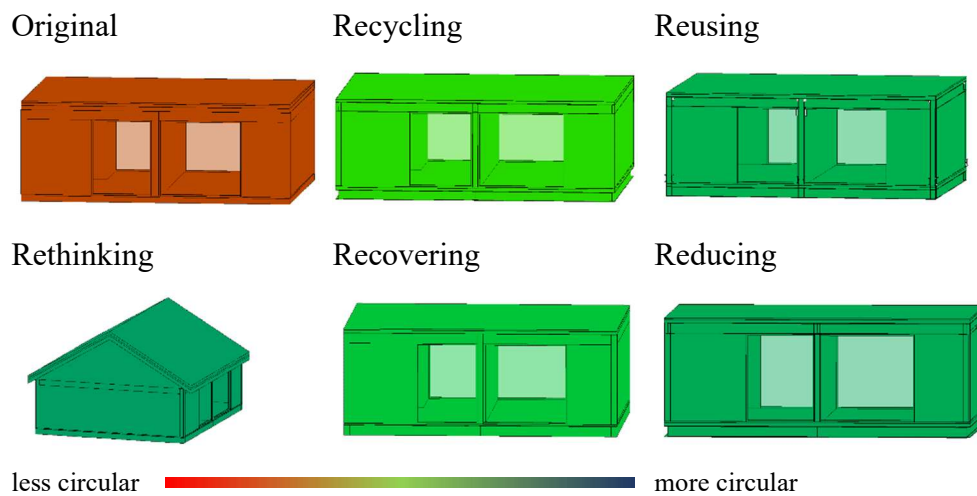 Original Recycling Reusing
Rethinking Recovering Reducing
less circular more circular